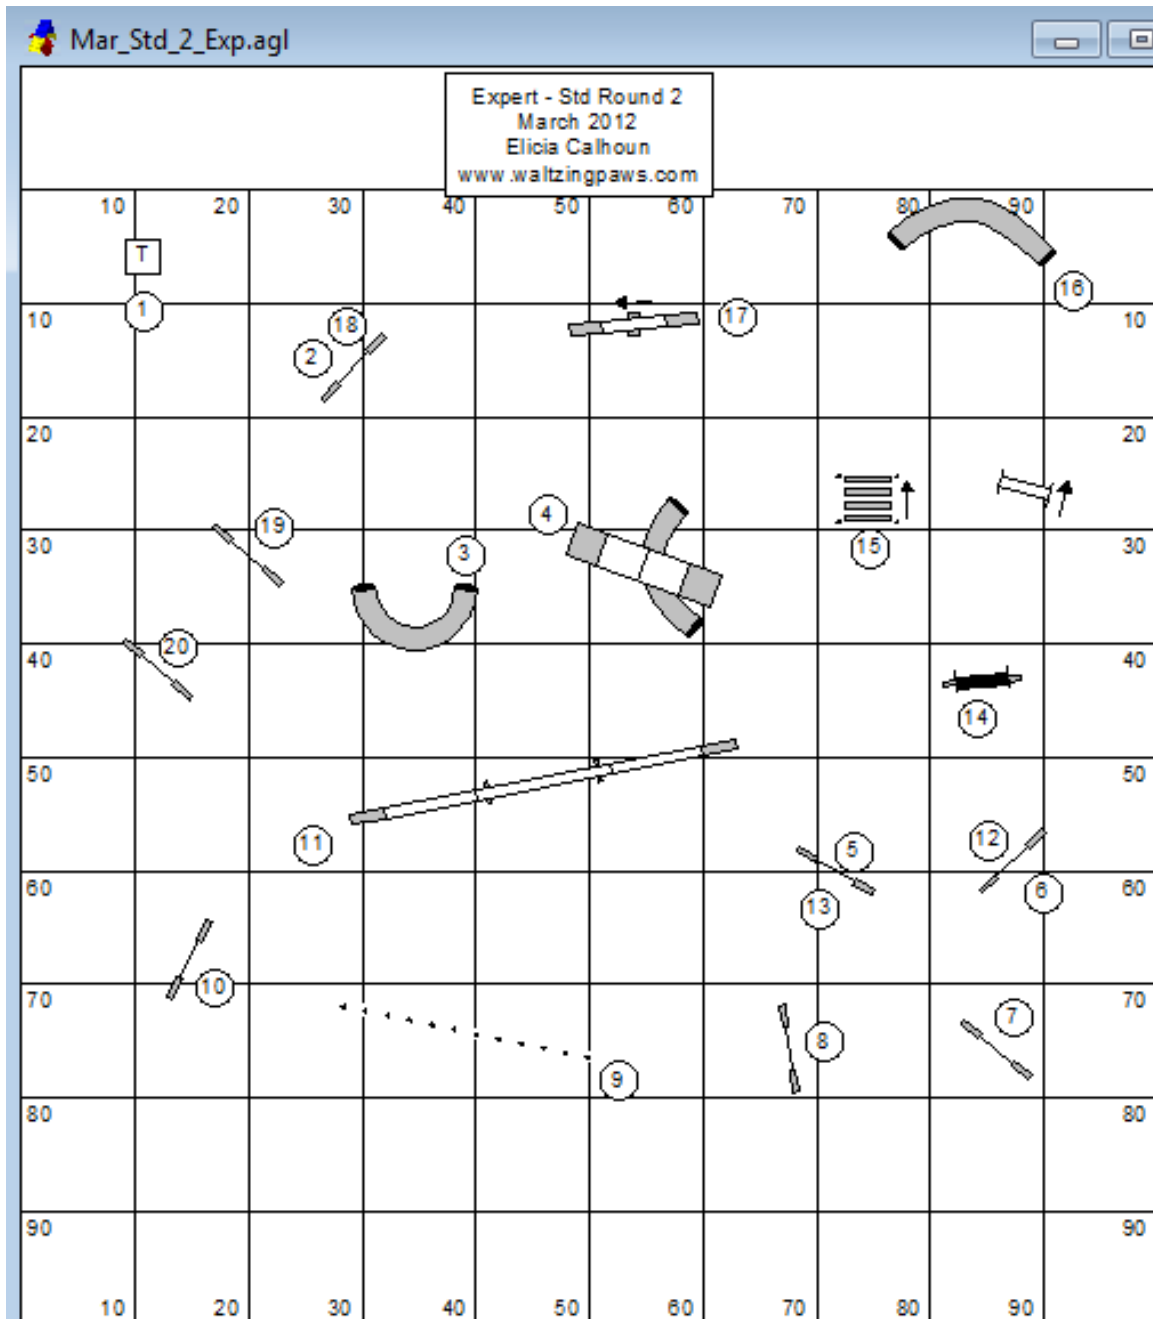 Mar_Std_2_Exp.agl
Expert - Std Round 2
March 2012
Elicia Calhoun
www.waltzingpaws.com
10 20 30 40 50 60 70 80 90
T
1
16
10 18 17 10
2
20 20
4
19 30 3 15 30
20 40 40
14
50 50
11 5 12
60 13 6 60
10 70 70
7
8
9
80 80
90 90
10 20 30 40 50 60 70 80 90